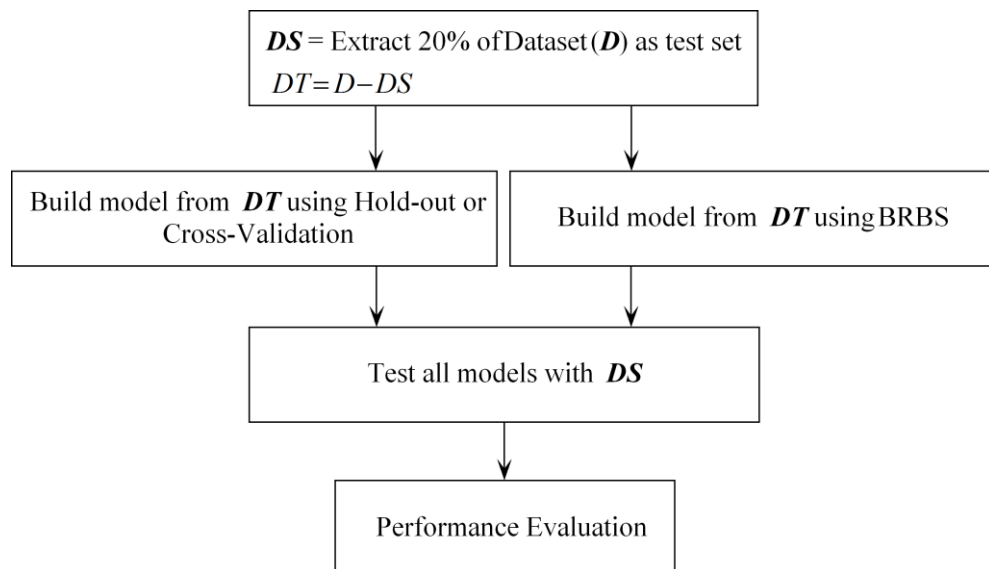 DS = Extract 20% of Dataset (D) as test set
DT = D − DS
Build model from DT using Hold-out or
Cross-Validation
Build model from DT using BRBS
Test all models with DS
Performance Evaluation